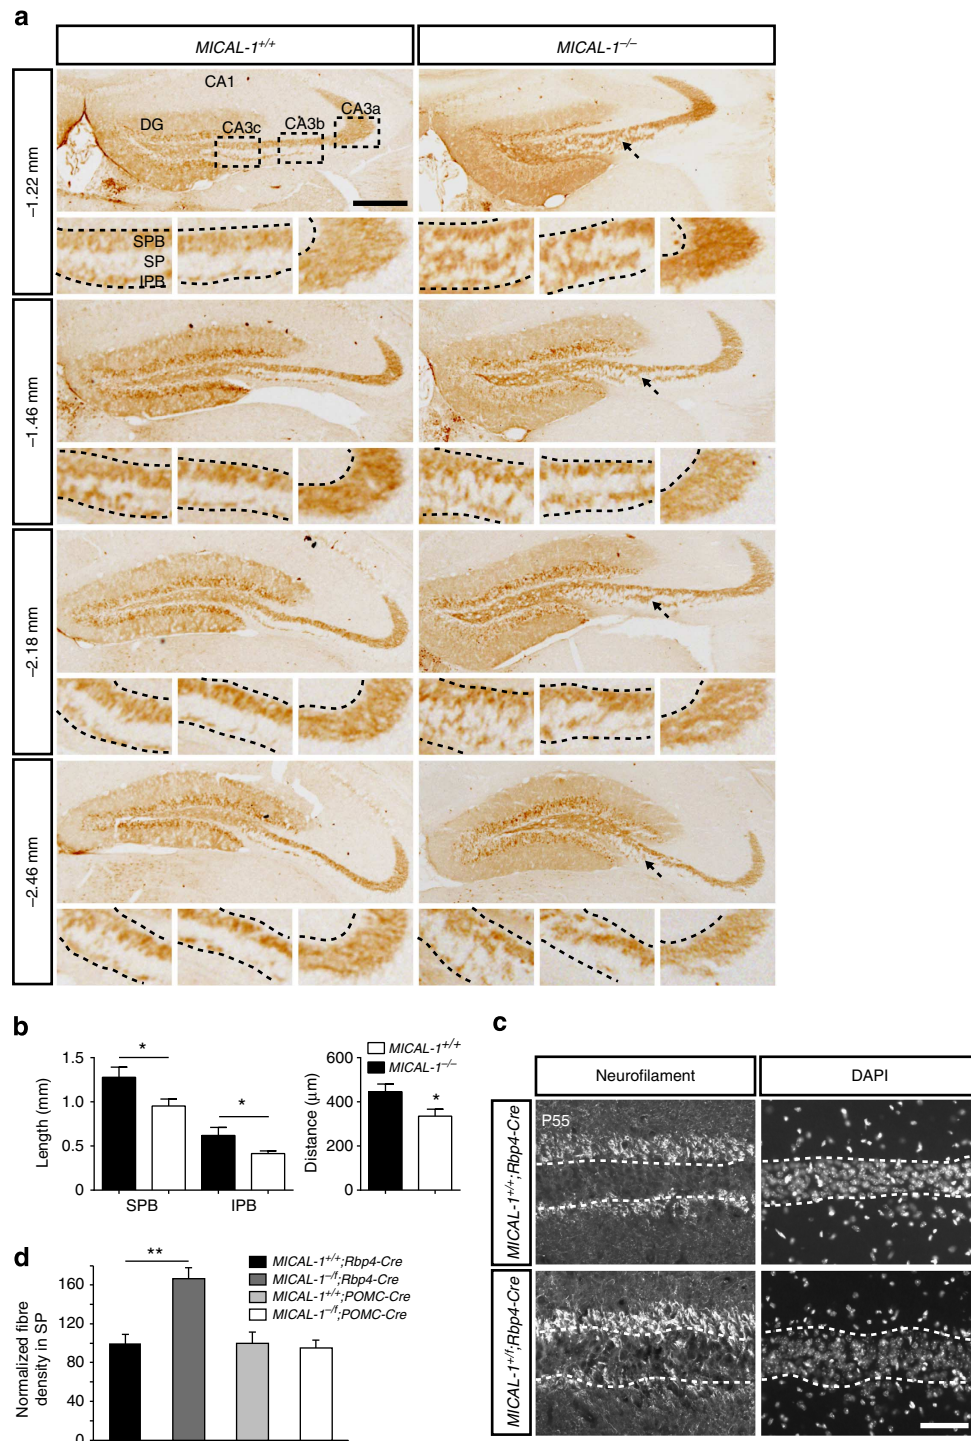 a
MICAL-1+/+
MICAL-1–/–
–1.22 mm
CA1
DG
CA3c
CA3b
CA3a
SPB
SP
IPB
–1.46 mm
–2.18 mm
–2.46 mm
b
Length (mm)
1.5
1.0
0.5
0
*
*
SPB
IPB
Distance (μm)
600
400
200
0
*
MICAL-1+/+
MICAL-1–/–
c
Neurofilament
DAPI
MICAL-1+/+;Rbp4-Cre
P55
MICAL-1+/f;Rbp4-Cre
d
Normalized fibre
density in SP
160
120
80
40
0
**
MICAL-1+/+;Rbp4-Cre
MICAL-1–/f;Rbp4-Cre
MICAL-1+/+;POMC-Cre
MICAL-1–/f;POMC-Cre